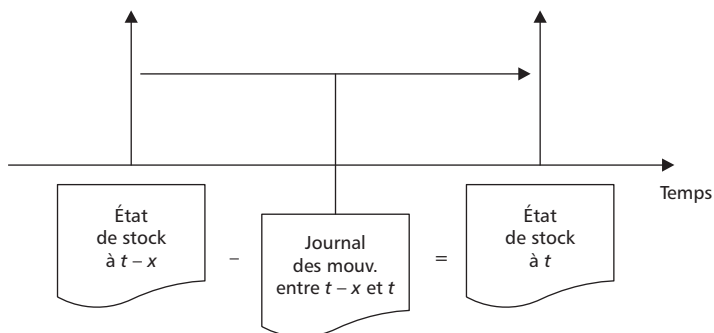 Temps
État
de stock
à t – x
–
Journal
des mouv.
entre t – x et t
=
État
de stock
à t